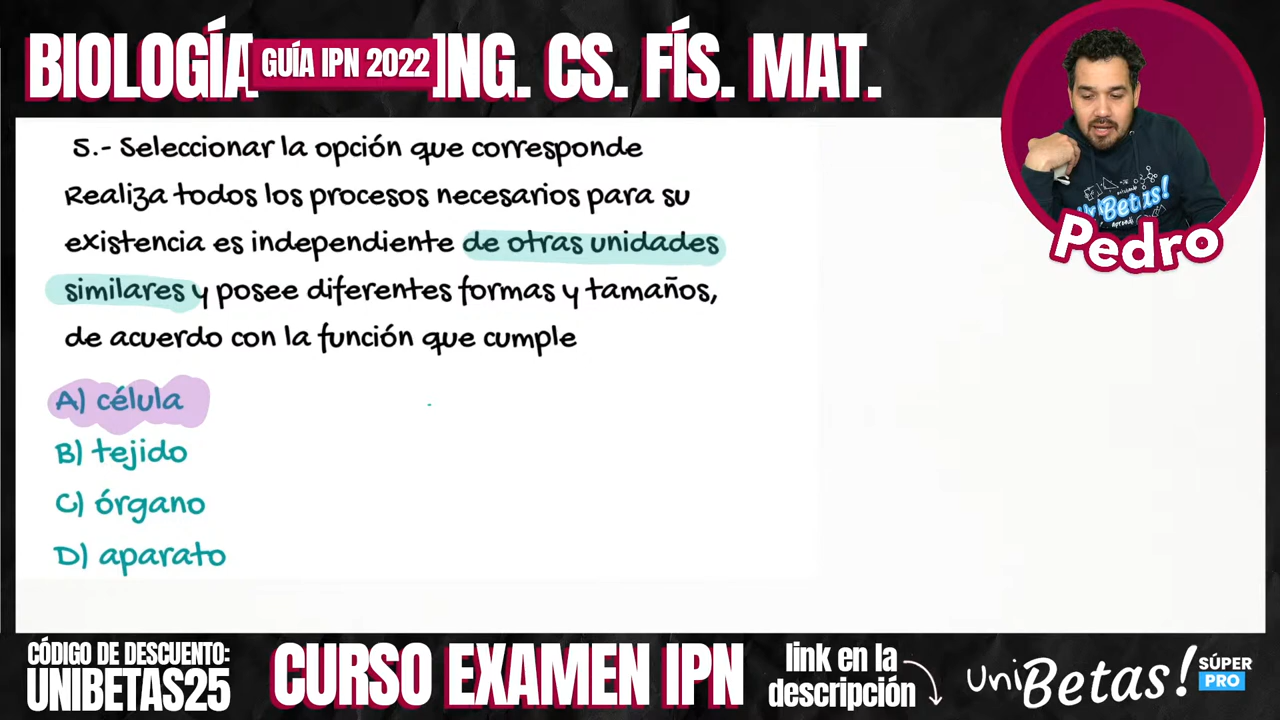 BIOLOGÍA GUÍA IPN 2022 ING. CS. FÍS. MAT.
5.- Seleccionar la opción que corresponde
Realiza todos los procesos necesarios para su
existencia es independiente de otras unidades
similares y posee diferentes formas y tamaños,
de acuerdo con la función que cumple
A) célula
B) tejido
C) órgano
D) aparato
UniBetas!
Pedro
CÓDIGO DE DESCUENTO:
UNIBETAS25
CURSO EXAMEN IPN
link en la
descripción
uniBetas!
SÚPER
PRO